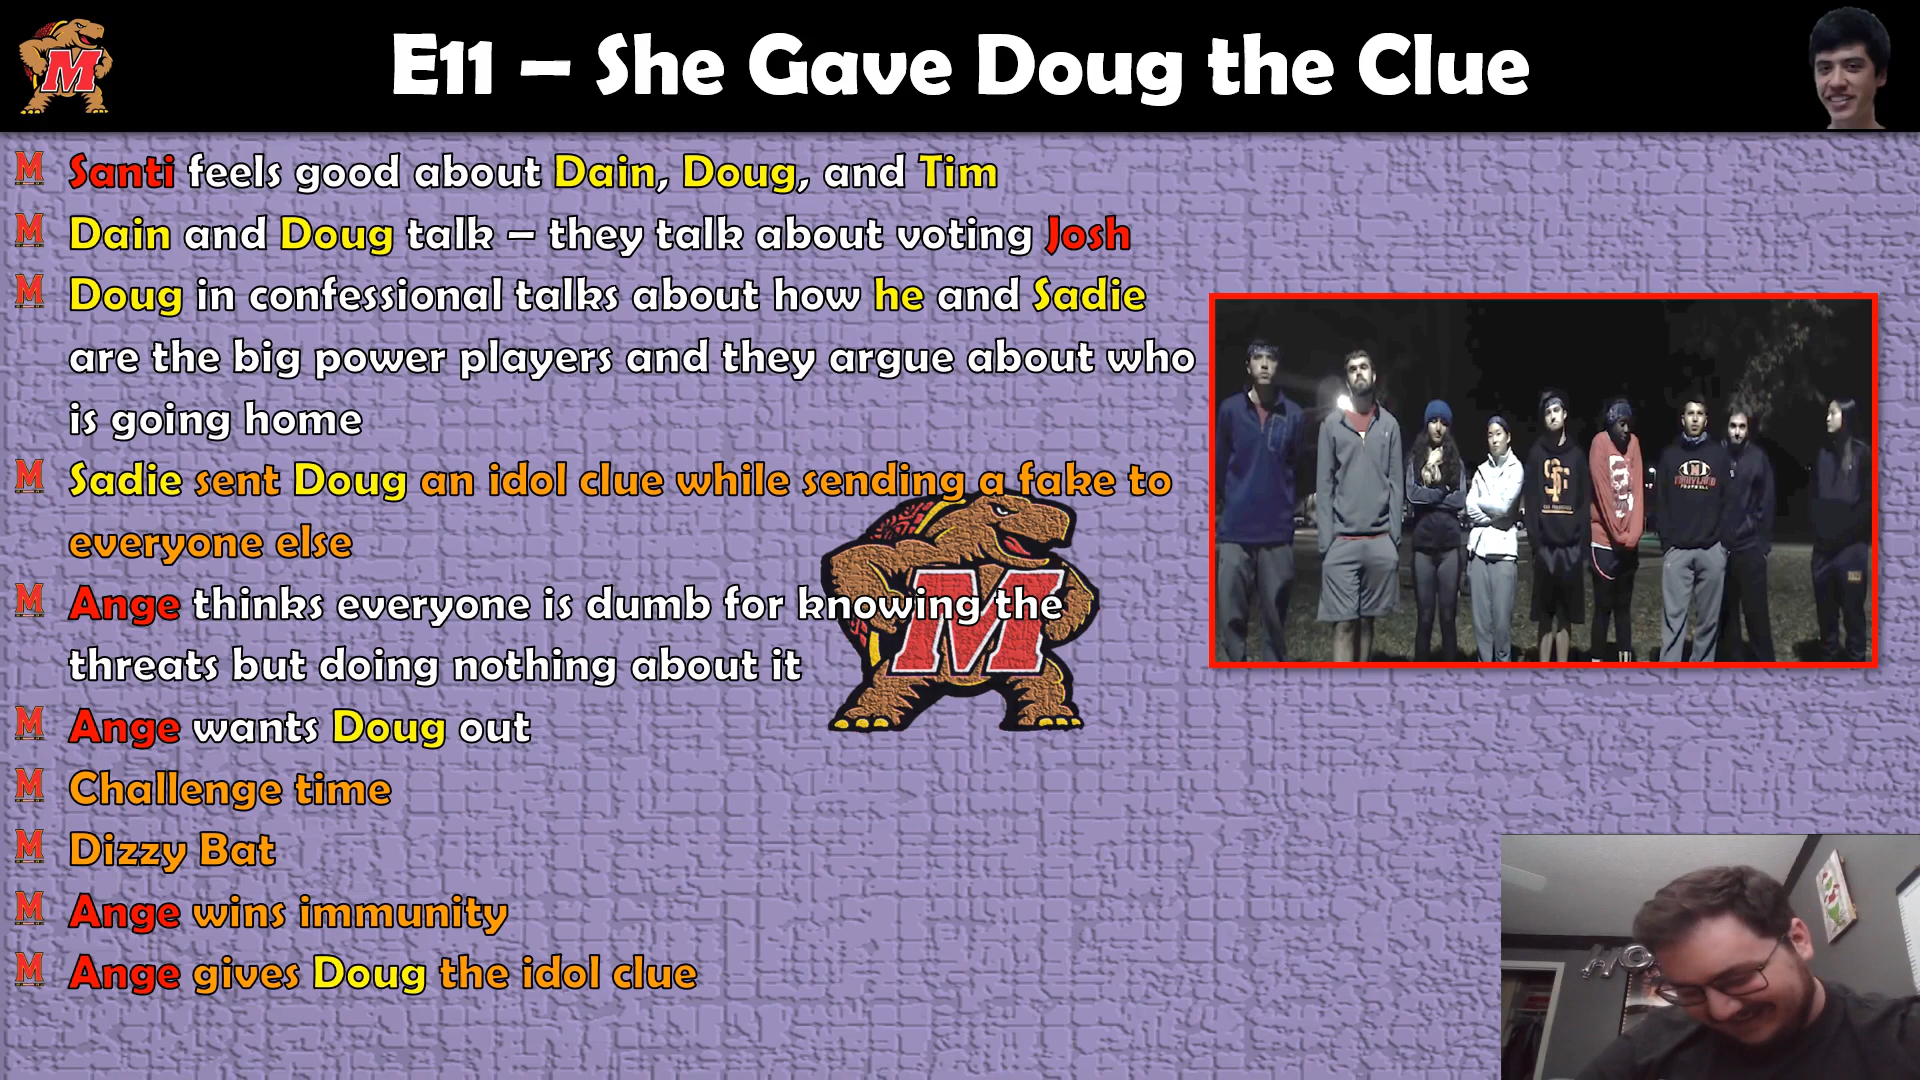 E11 – She Gave Doug the Clue
Santi feels good about Dain, Doug, and Tim
Dain and Doug talk – they talk about voting Josh
Doug in confessional talks about how he and Sadie
are the big power players and they argue about who
is going home
Sadie sent Doug an idol clue while sending a fake to
everyone else
Ange thinks everyone is dumb for knowing the
threats but doing nothing about it
Ange wants Doug out
Challenge time
Dizzy Bat
Ange wins immunity
Ange gives Doug the idol clue
M
M
SF
MARYLAND
FOOTBALL
HO